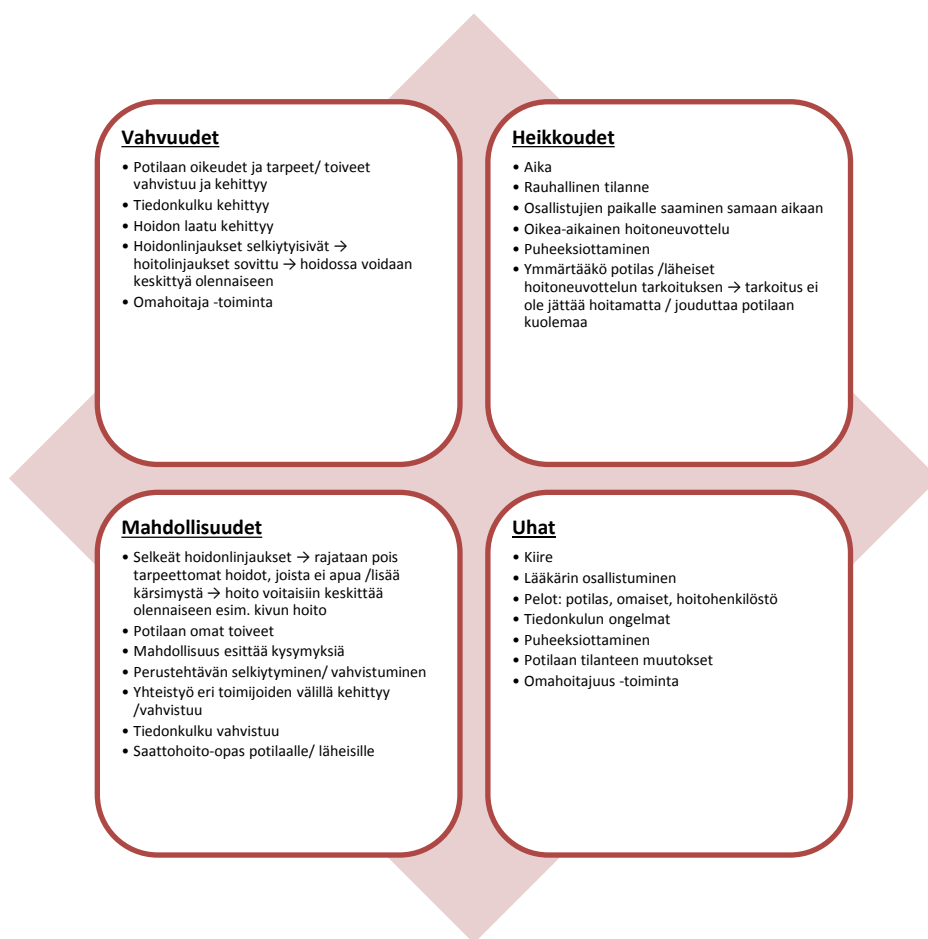 Vahvuudet
• Potilaan oikeudet ja tarpeet/ toiveet
vahvistuu ja kehittyy
• Tiedonkulku kehittyy
• Hoidon laatu kehittyy
• Hoidonlinjaukset selkiytyisivät →
hoitolinjaukset sovittu → hoidossa voidaan
keskittyä olennaiseen
• Omahoitaja -toiminta
Heikkoudet
• Aika
• Rauhallinen tilanne
• Osallistujien paikalle saaminen samaan aikaan
• Oikea-aikainen hoitoneuvottelu
• Puheeksiottaminen
• Ymmärtääkö potilas /läheiset
hoitoneuvottelun tarkoituksen → tarkoitus ei
ole jättää hoitamatta / jouduttaa potilaan
kuolemaa
Mahdollisuudet
• Selkeät hoidonlinjaukset → rajataan pois
tarpeettomat hoidot, joista ei apua /lisää
kärsimystä → hoito voitaisiin keskittää
olennaiseen esim. kivun hoito
• Potilaan omat toiveet
• Mahdollisuus esittää kysymyksiä
• Perustehtävän selkiytyminen/ vahvistuminen
• Yhteistyö eri toimijoiden välillä kehittyy
/vahvistuu
• Tiedonkulku vahvistuu
• Saattohoito-opas potilaalle/ läheisille
Uhat
• Kiire
• Lääkärin osallistuminen
• Pelot: potilas, omaiset, hoitohenkilöstö
• Tiedonkulun ongelmat
• Puheeksiottaminen
• Potilaan tilanteen muutokset
• Omahoitajuus -toiminta